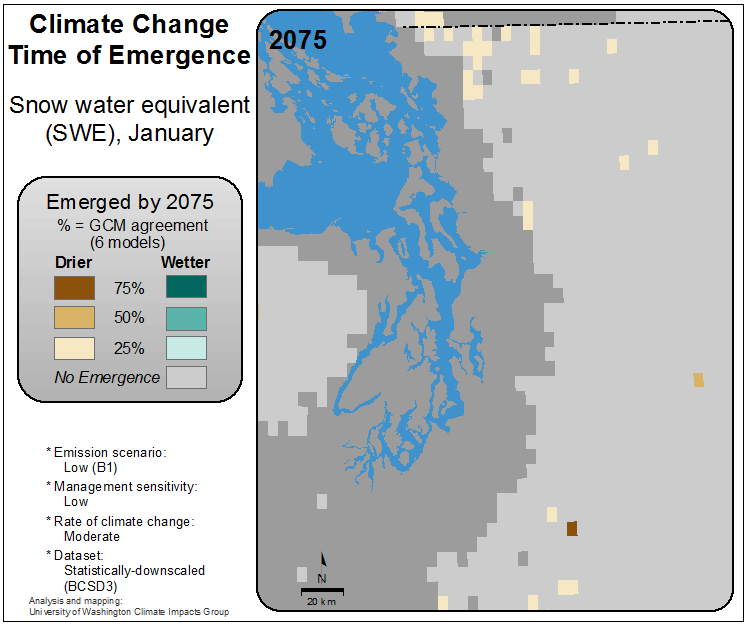 Climate Change
Time of Emergence
Snow water equivalent
(SWE), January
Emerged by 2075
% = GCM agreement
(6 models)
Drier Wetter
75%
50%
25%
No Emergence
* Emission scenario:
Low (B1)
* Management sensitivity:
Low
* Rate of climate change:
Moderate
* Dataset:
Statistically-downscaled
(BCSD3)
Analysis and mapping:
University of Washington Climate Impacts Group
2075
N
20 km